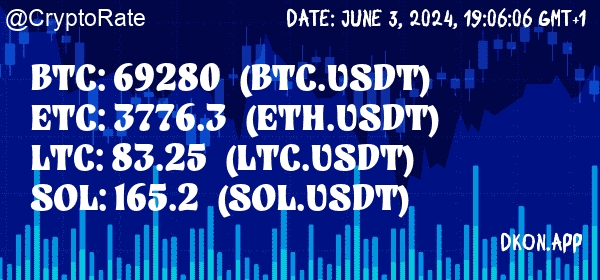 @CryptoRate
DATE: JUNE 3, 2024, 19:06:06 GMT+1
BTC: 69280 (BTC.USDT)
ETC: 3776.3 (ETH.USDT)
LTC: 83.25 (LTC.USDT)
SOL: 165.2 (SOL.USDT)
DKON.APP